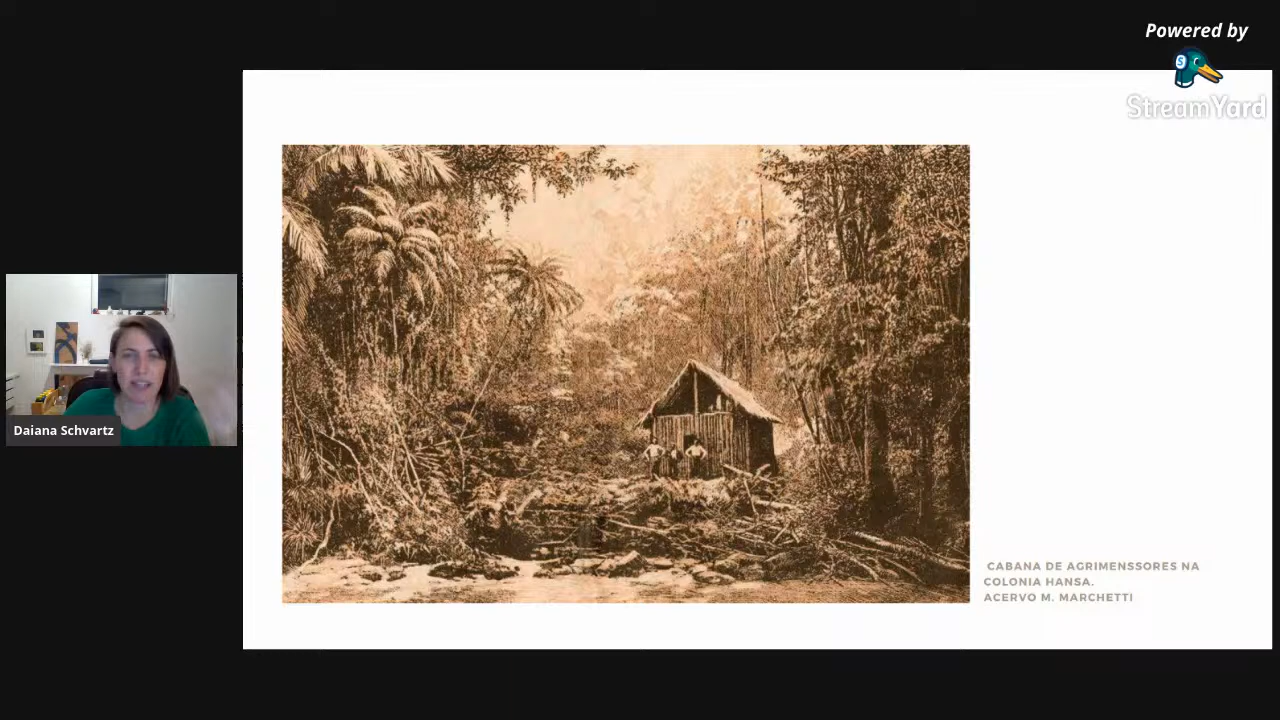 Powered by
StreamYard
Daiana Schvartz
CABANA DE AGRIMENSSORES NA
COLONIA HANSA.
ACERVO M. MARCHETTI